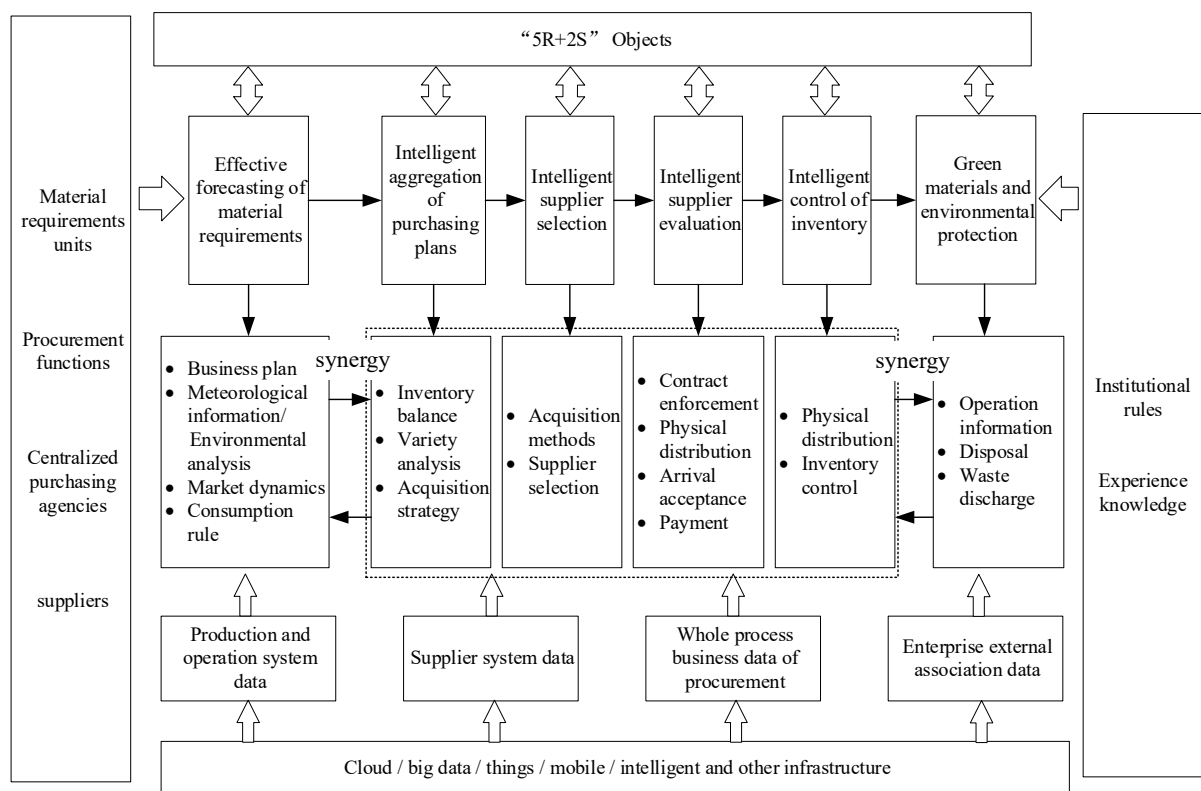 “5R+2S” Objects
Material
requirements
units
Procurement
functions
Centralized
purchasing
agencies
suppliers
Effective
forecasting of
material
requirements
Intelligent
aggregation
of
purchasing
plans
Intelligent
supplier
selection
Intelligent
supplier
evaluation
Intelligent
control of
inventory
Green
materials and
environmental
protection
synergy
synergy
• Business plan
• Meteorological
information/
Environmental
analysis
• Market dynamics
• Consumption
rule
• Inventory
balance
• Variety
analysis
• Acquisition
strategy
• Acquisition
methods
• Supplier
selection
• Contract
enforcement
• Physical
distribution
• Arrival
acceptance
• Payment
• Physical
distribution
• Inventory
control
• Operation
information
• Disposal
• Waste
discharge
Production and
operation system
data
Supplier system data
Whole process
business data of
procurement
Enterprise external
association data
Cloud / big data / things / mobile / intelligent and other infrastructure
Institutional
rules
Experience
knowledge